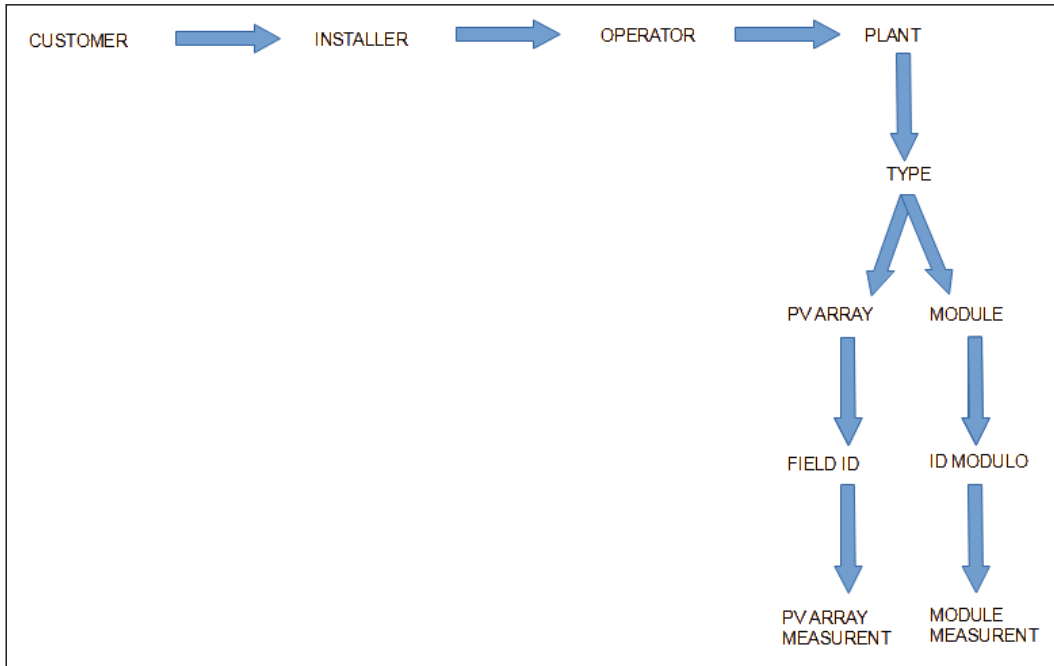 CUSTOMER
INSTALLER
OPERATOR
PLANT
TYPE
PV ARRAY
MODULE
FIELD ID
ID MODULO
PV ARRAY
MEASURENT
MODULE
MEASURENT